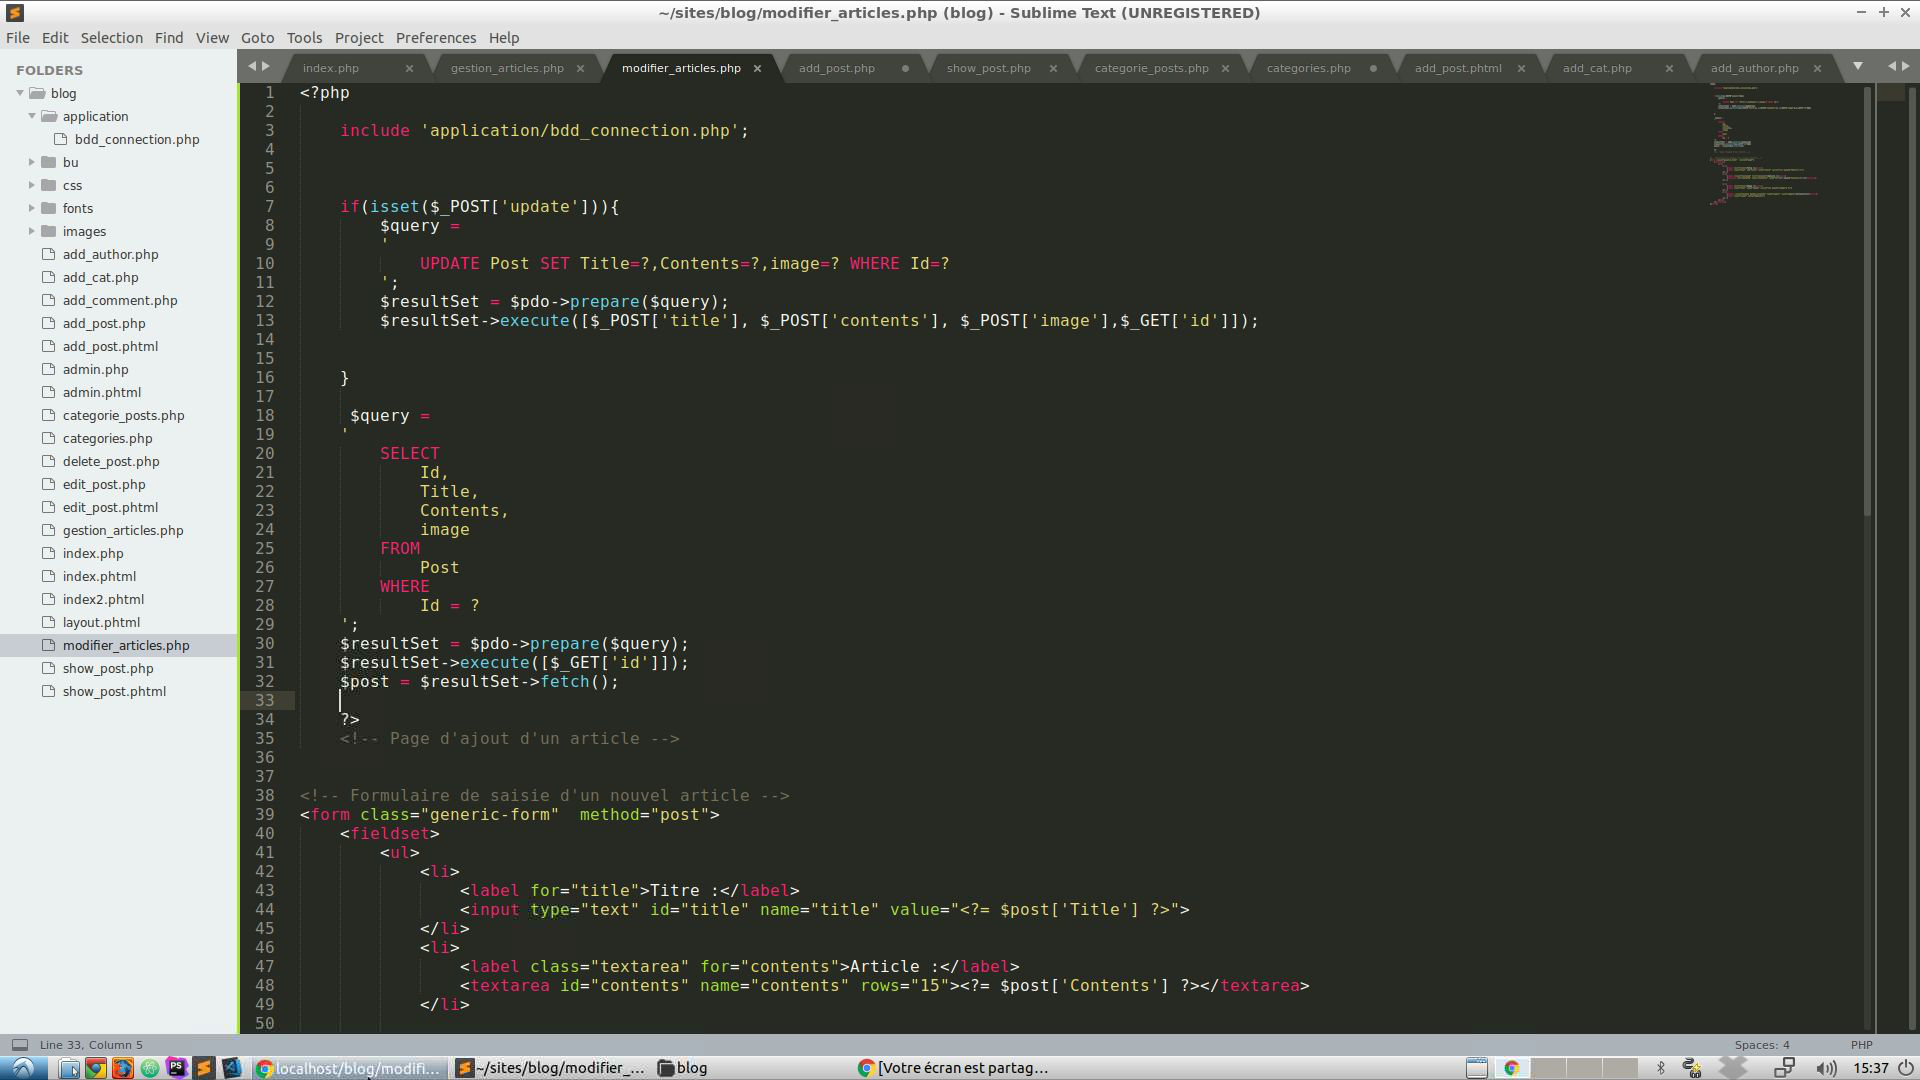 ~/sites/blog/modifier_articles.php (blog) - Sublime Text (UNREGISTERED)
File Edit Selection Find View Goto Tools Project Preferences Help
FOLDERS
blog
application
bdd_connection.php
bu
css
fonts
images
add_author.php
add_cat.php
add_comment.php
add_post.php
add_post.phtml
admin.php
admin.phtml
categorie_posts.php
categories.php
delete_post.php
edit_post.php
edit_post.phtml
gestion_articles.php
index.php
index.phtml
index2.phtml
layout.phtml
modifier_articles.php
show_post.php
show_post.phtml
index.php gestion_articles.php modifier_articles.php add_post.php show_post.php categorie_posts.php categories.php add_post.phtml add_cat.php add_author.php
1 <?php
2
3     include 'application/bdd_connection.php';
4
5
6
7     if(isset($_POST['update'])){
8         $query =
9         '
10             UPDATE Post SET Title=?,Contents=?,image=? WHERE Id=?
11         ';
12         $resultSet = $pdo->prepare($query);
13         $resultSet->execute([$_POST['title'], $_POST['contents'], $_POST['image'],$_GET['id']]);
14
15
16     }
17
18      $query =
19     '
20         SELECT
21             Id,
22             Title,
23             Contents,
24             image
25         FROM
26             Post
27         WHERE
28             Id = ?
29     ';
30     $resultSet = $pdo->prepare($query);
31     $resultSet->execute([$_GET['id']]);
32     $post = $resultSet->fetch();
33
34     ?>
35     <!-- Page d'ajout d'un article -->
36
37
38 <!-- Formulaire de saisie d'un nouvel article -->
39 <form class="generic-form"  method="post">
40     <fieldset>
41         <ul>
42             <li>
43                 <label for="title">Titre :</label>
44                 <input type="text" id="title" name="title" value="<?= $post['Title'] ?>">
45             </li>
46             <li>
47                 <label class="textarea" for="contents">Article :</label>
48                 <textarea id="contents" name="contents" rows="15"><?= $post['Contents'] ?></textarea>
49             </li>
50
Line 33, Column 5 Spaces: 4 PHP
localhost/blog/modifi... ~/sites/blog/modifier_... blog [Votre écran est partag... 15:37